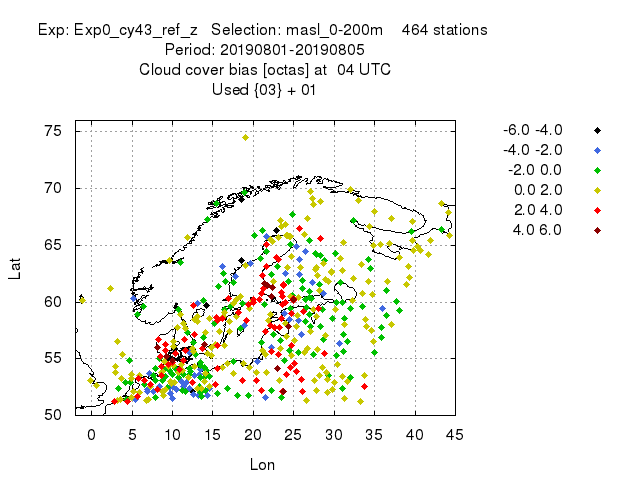 Exp: Exp0_cy43_ref_z   Selection: masl_0-200m    464 stations
Period: 20190801-20190805
Cloud cover bias [octas] at  04 UTC
Used {03} + 01
75
70
65
60
55
50
Lat
0 5 10 15 20 25 30 35 40 45
Lon
-6.0 -4.0
-4.0 -2.0
-2.0 0.0
0.0 2.0
2.0 4.0
4.0 6.0